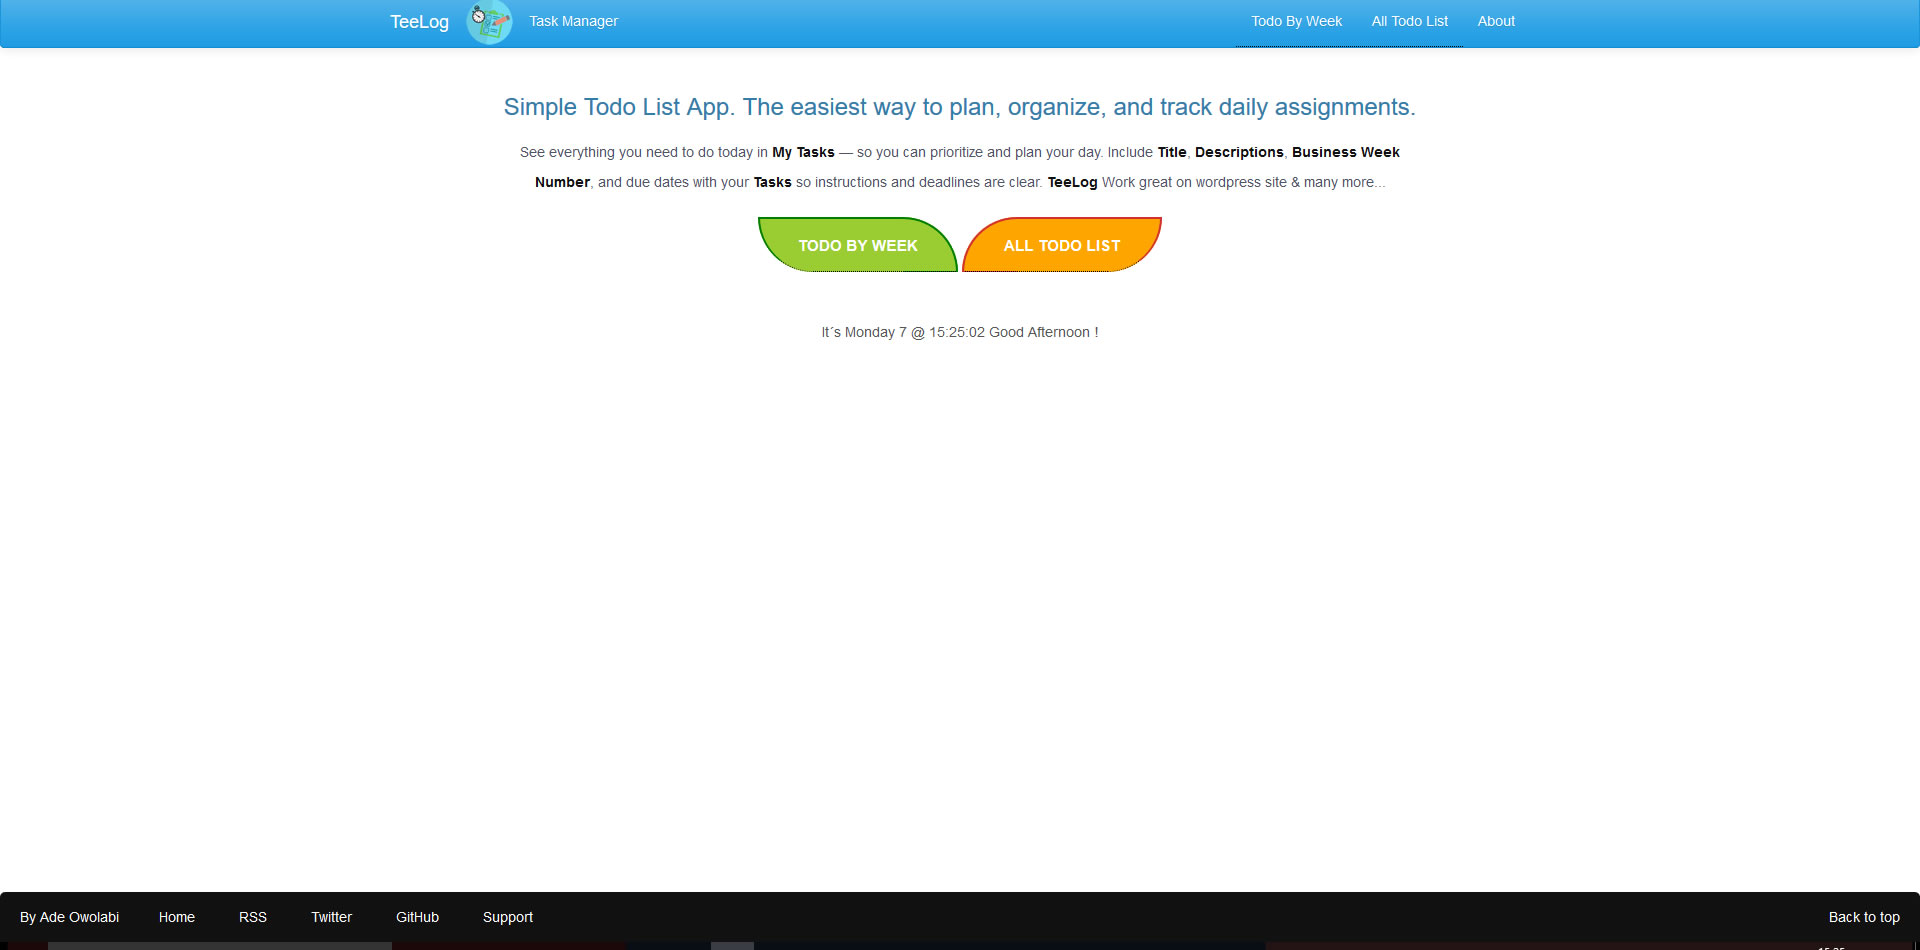 TeeLog Task Manager Todo By Week All Todo List About
Simple Todo List App. The easiest way to plan, organize, and track daily assignments.
See everything you need to do today in My Tasks — so you can prioritize and plan your day. Include Title, Descriptions, Business Week
Number, and due dates with your Tasks so instructions and deadlines are clear. TeeLog Work great on wordpress site & many more...
TODO BY WEEK ALL TODO LIST
It´s Monday 7 @ 15:25:02 Good Afternoon !
By Ade Owolabi Home RSS Twitter GitHub Support Back to top